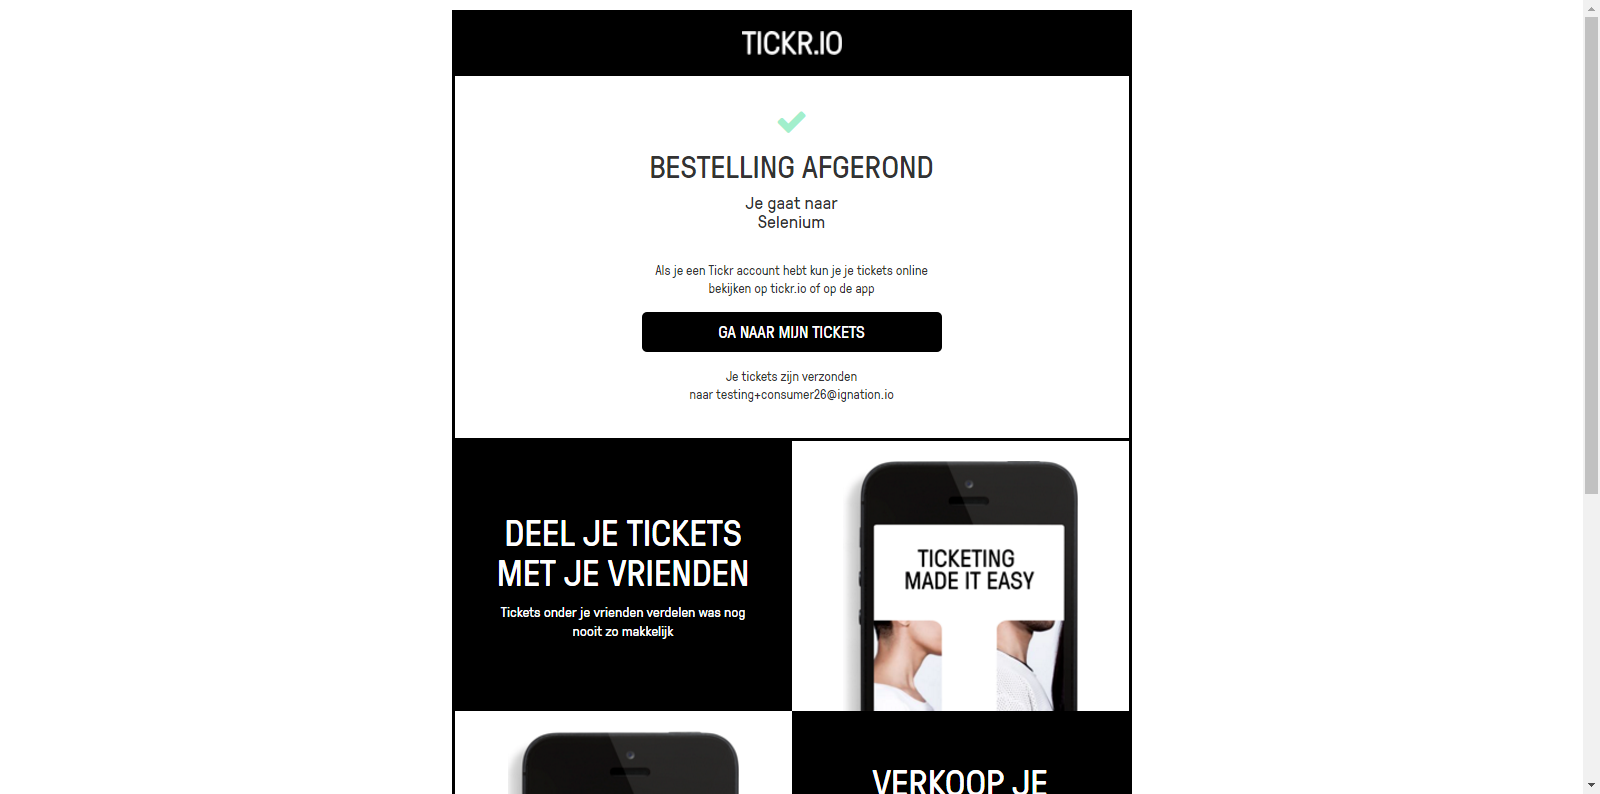 TICKR.IO
BESTELLING AFGEROND
Je gaat naar
Selenium
Als je een Tickr account hebt kun je je tickets online
bekijken op tickr.io of op de app
GA NAAR MIJN TICKETS
Je tickets zijn verzonden
naar testing+consumer26@ignation.io
DEEL JE TICKETS
MET JE VRIENDEN
Tickets onder je vrienden verdelen was nog
nooit zo makkelijk
TICKETING
MADE IT EASY
VERKOOP JE